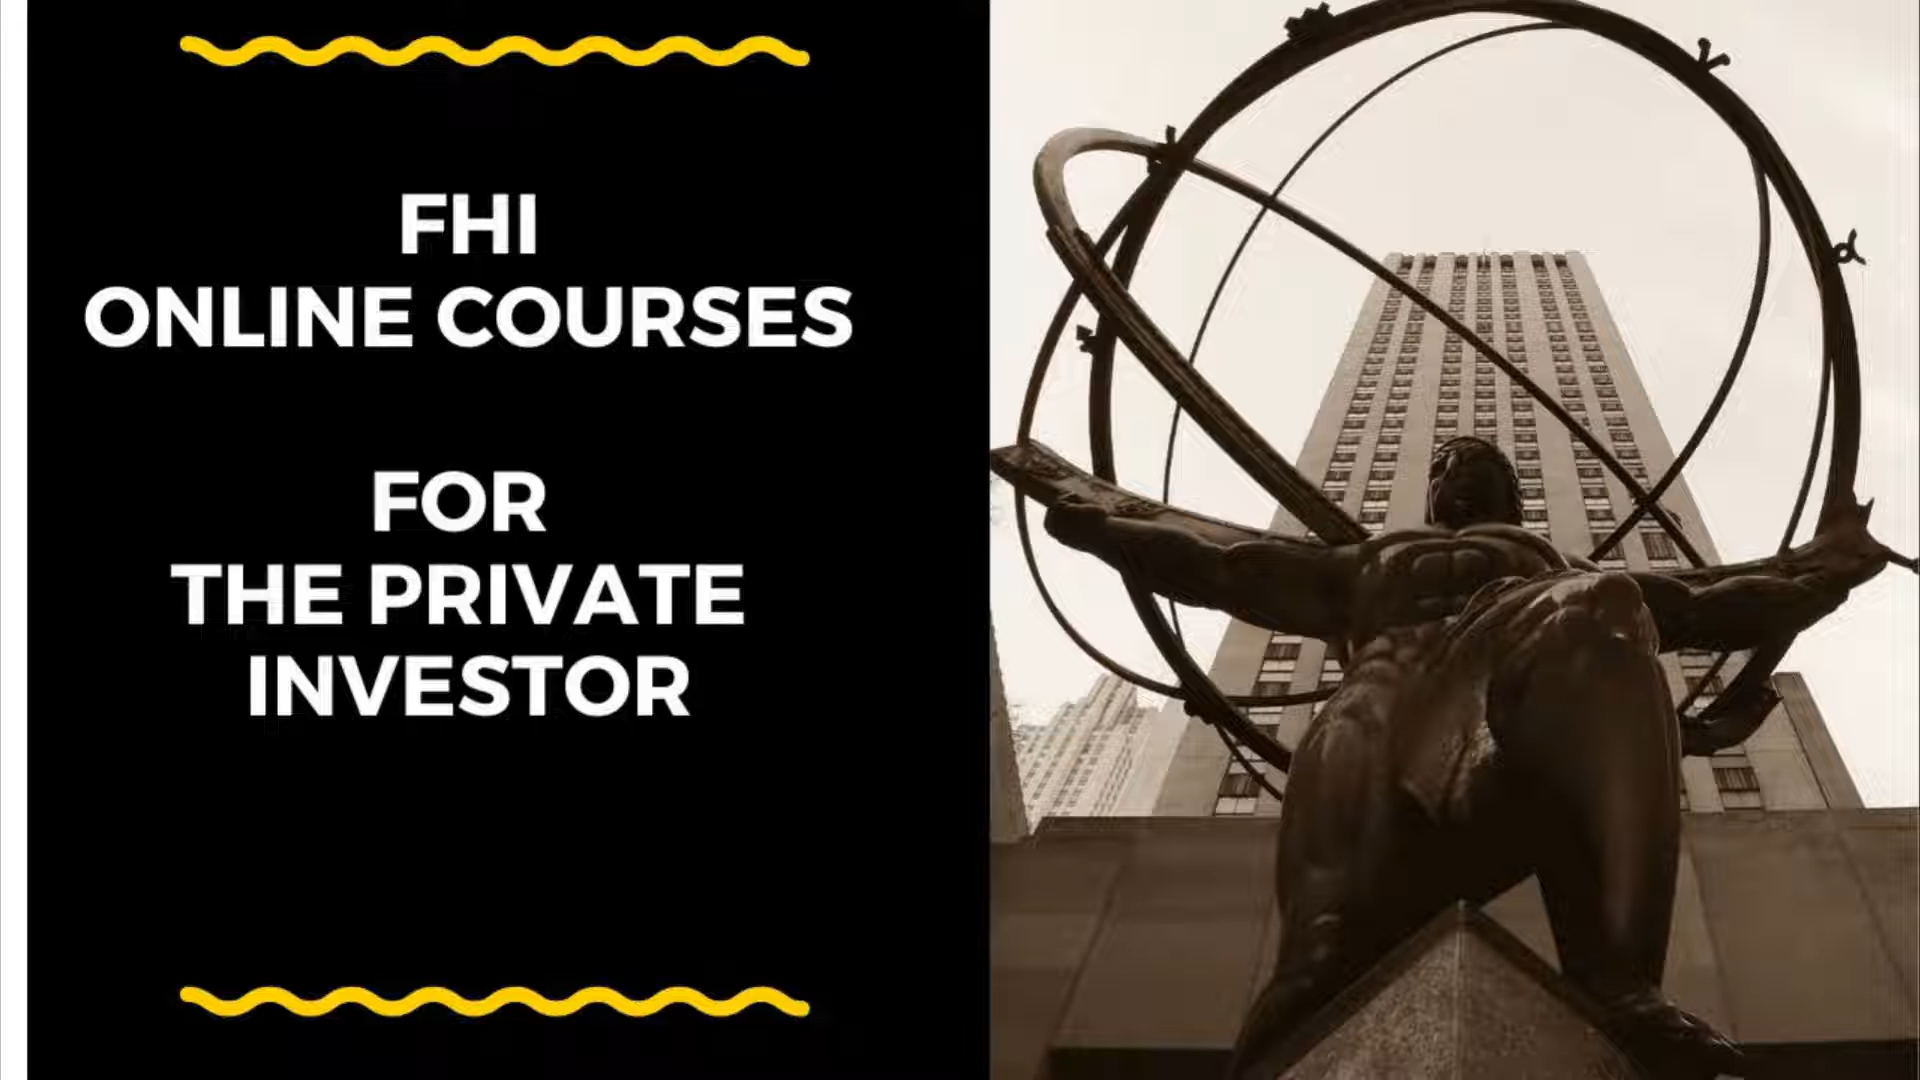 FHI
ONLINE COURSES
FOR
THE PRIVATE
INVESTOR